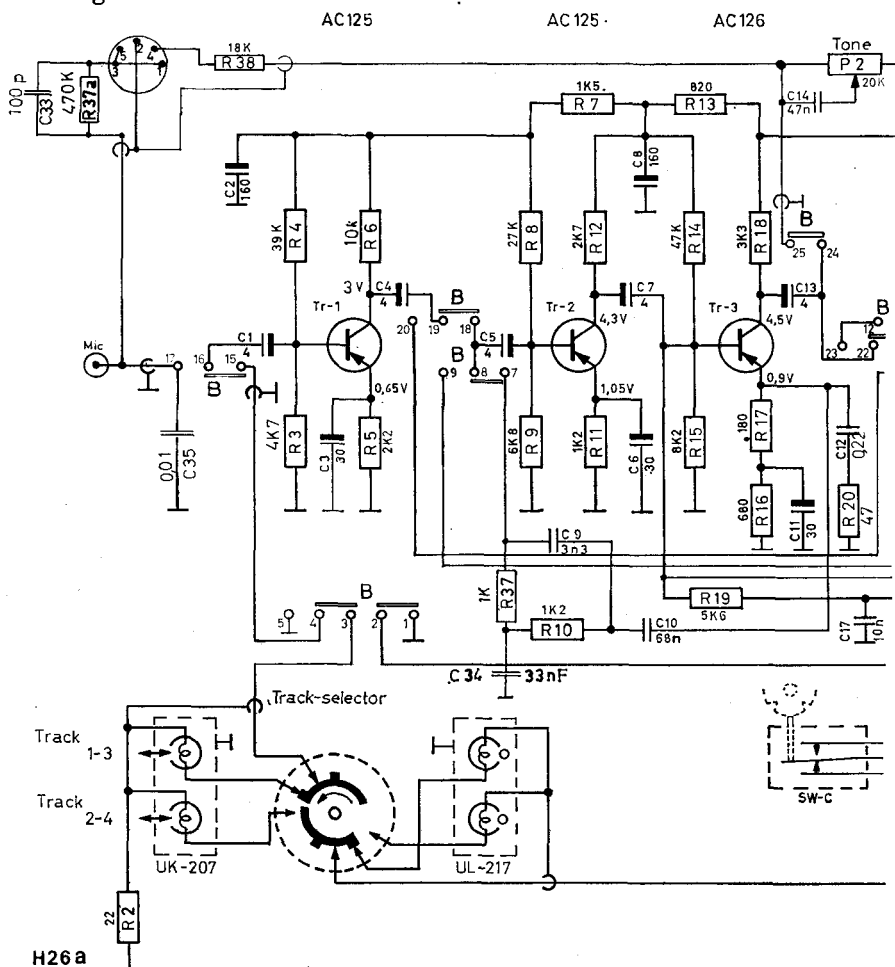 AC125
AC125
AC126
5
2
4
3
1
18K
R38
100p
C33
470K
R37a
Tone
P2
20K
C14
47n
1K5
R7
820
R13
C2
160
C8
160
39K
R4
10k
R6
27K
R8
2K7
R12
47K
R14
3K3
R18
B
25
24
3V
C4
4
B
Tr-1
20
19
18
C5
4
Tr-2
C7
4
Tr-3
C13
4
B
12
23
22
4,3V
4,5V
C1
4
Mic
17
16
15
B
B
9
8
7
0,65V
1,05V
0,9V
0,01
C35
4K7
R3
C3
30
R5
2K2
6K8
R9
1K2
R11
C6
30
8K2
R15
180
R17
C12
0,22
680
R16
C11
30
R20
47
C9
3n3
1K
R37
B
5
4
3
2
1
1K2
R10
C10
68n
R19
5K6
C17
10n
C34
33nF
Track-selector
Track
1-3
Track
2-4
UK-207
UL-217
SW-C
22
R2
H26a